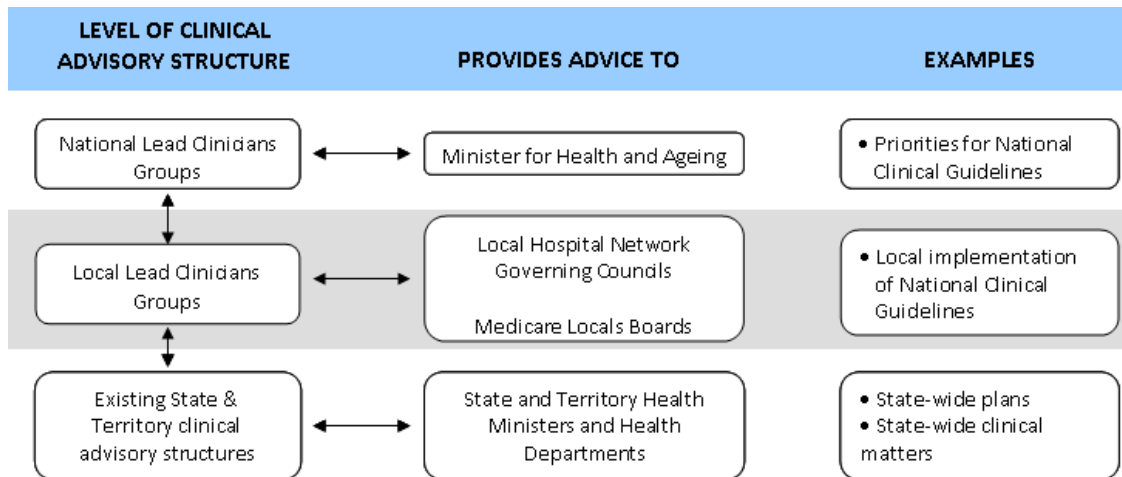 LEVEL OF CLINICAL
ADVISORY STRUCTURE
PROVIDES ADVICE TO
EXAMPLES
National Lead Clinicians
Groups
Minister for Health and Ageing
• Priorities for National
Clinical Guidelines
Local Lead Clinicians
Groups
Local Hospital Network
Governing Councils
Medicare Locals Boards
• Local implementation
of National Clinical
Guidelines
Existing State &
Territory clinical
advisory structures
State and Territory Health
Ministers and Health
Departments
• State-wide plans
• State-wide clinical
matters